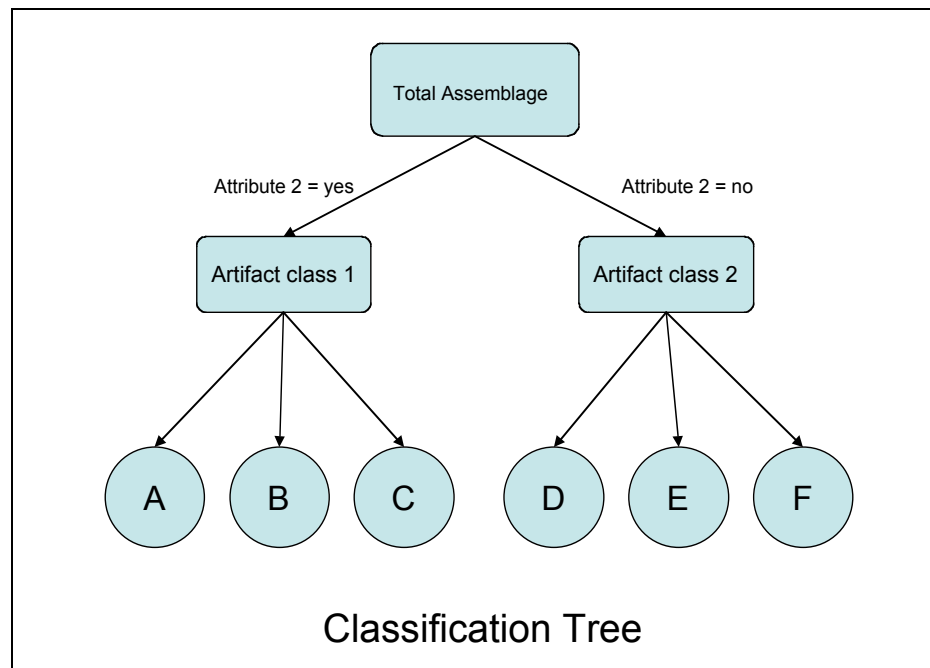 Total Assemblage
Attribute 2 = yes
Attribute 2 = no
Artifact class 1
Artifact class 2
A
B
C
D
E
F
Classification Tree